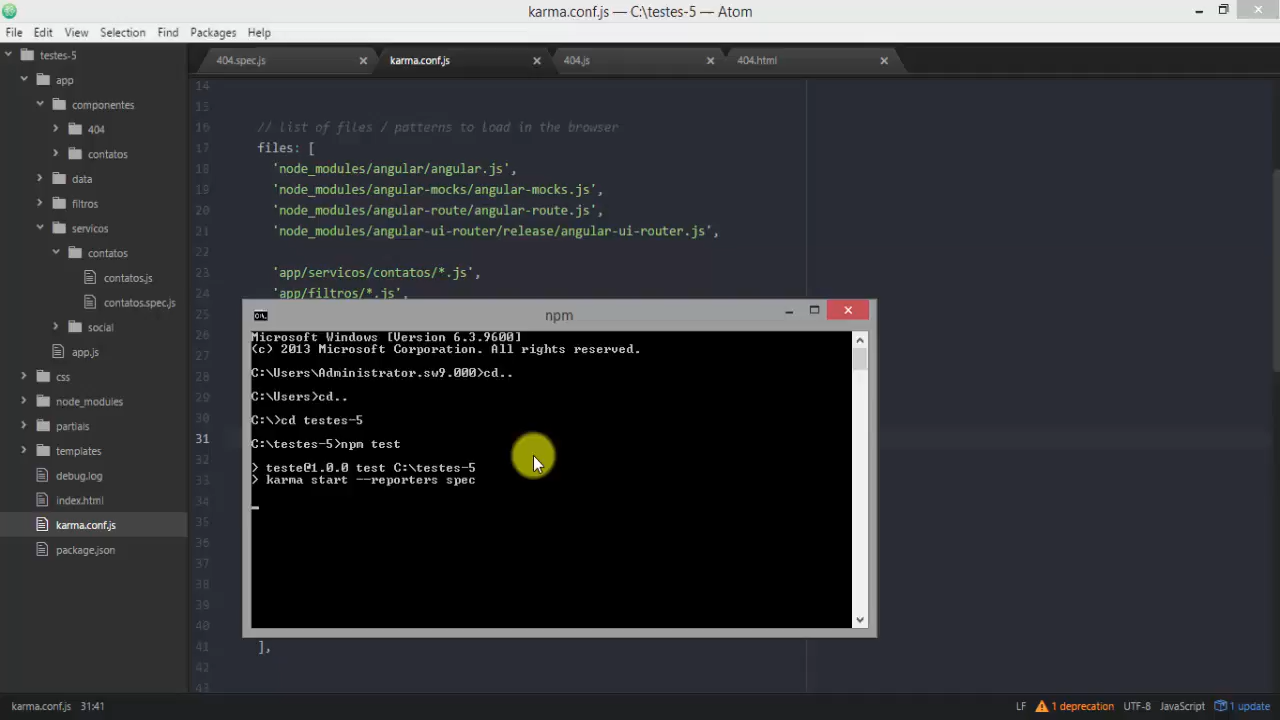 karma.conf.js — C:\testes-5 — Atom
File Edit View Selection Find Packages Help
testes-5
app
componentes
404
contatos
data
filtros
servicos
contatos
contatos.js
contatos.spec.js
social
app.js
css
node_modules
partiais
templates
debug.log
index.html
karma.conf.js
package.json
404.spec.js karma.conf.js 404.js 404.html
14
15
16 // list of files / patterns to load in the browser
17 files: [
18 'node_modules/angular/angular.js',
19 'node_modules/angular-mocks/angular-mocks.js',
20 'node_modules/angular-route/angular-route.js',
21 'node_modules/angular-ui-router/release/angular-ui-router.js',
22
23 'app/servicos/contatos/*.js',
24 'app/filtros/*.js',
26
27
28
29
30
31
32
33
34
35
36
37
38
39
40
41 ],
42
43
npm
Microsoft Windows [Version 6.3.9600]
(c) 2013 Microsoft Corporation. All rights reserved.
C:\Users\Administrator.sw9.000>cd..
C:\Users>cd..
C:\>cd testes-5
C:\testes-5>npm test
> teste@1.0.0 test C:\testes-5
> karma start --reporters spec
karma.conf.js 31:41 LF 1 deprecation UTF-8 JavaScript 1 update